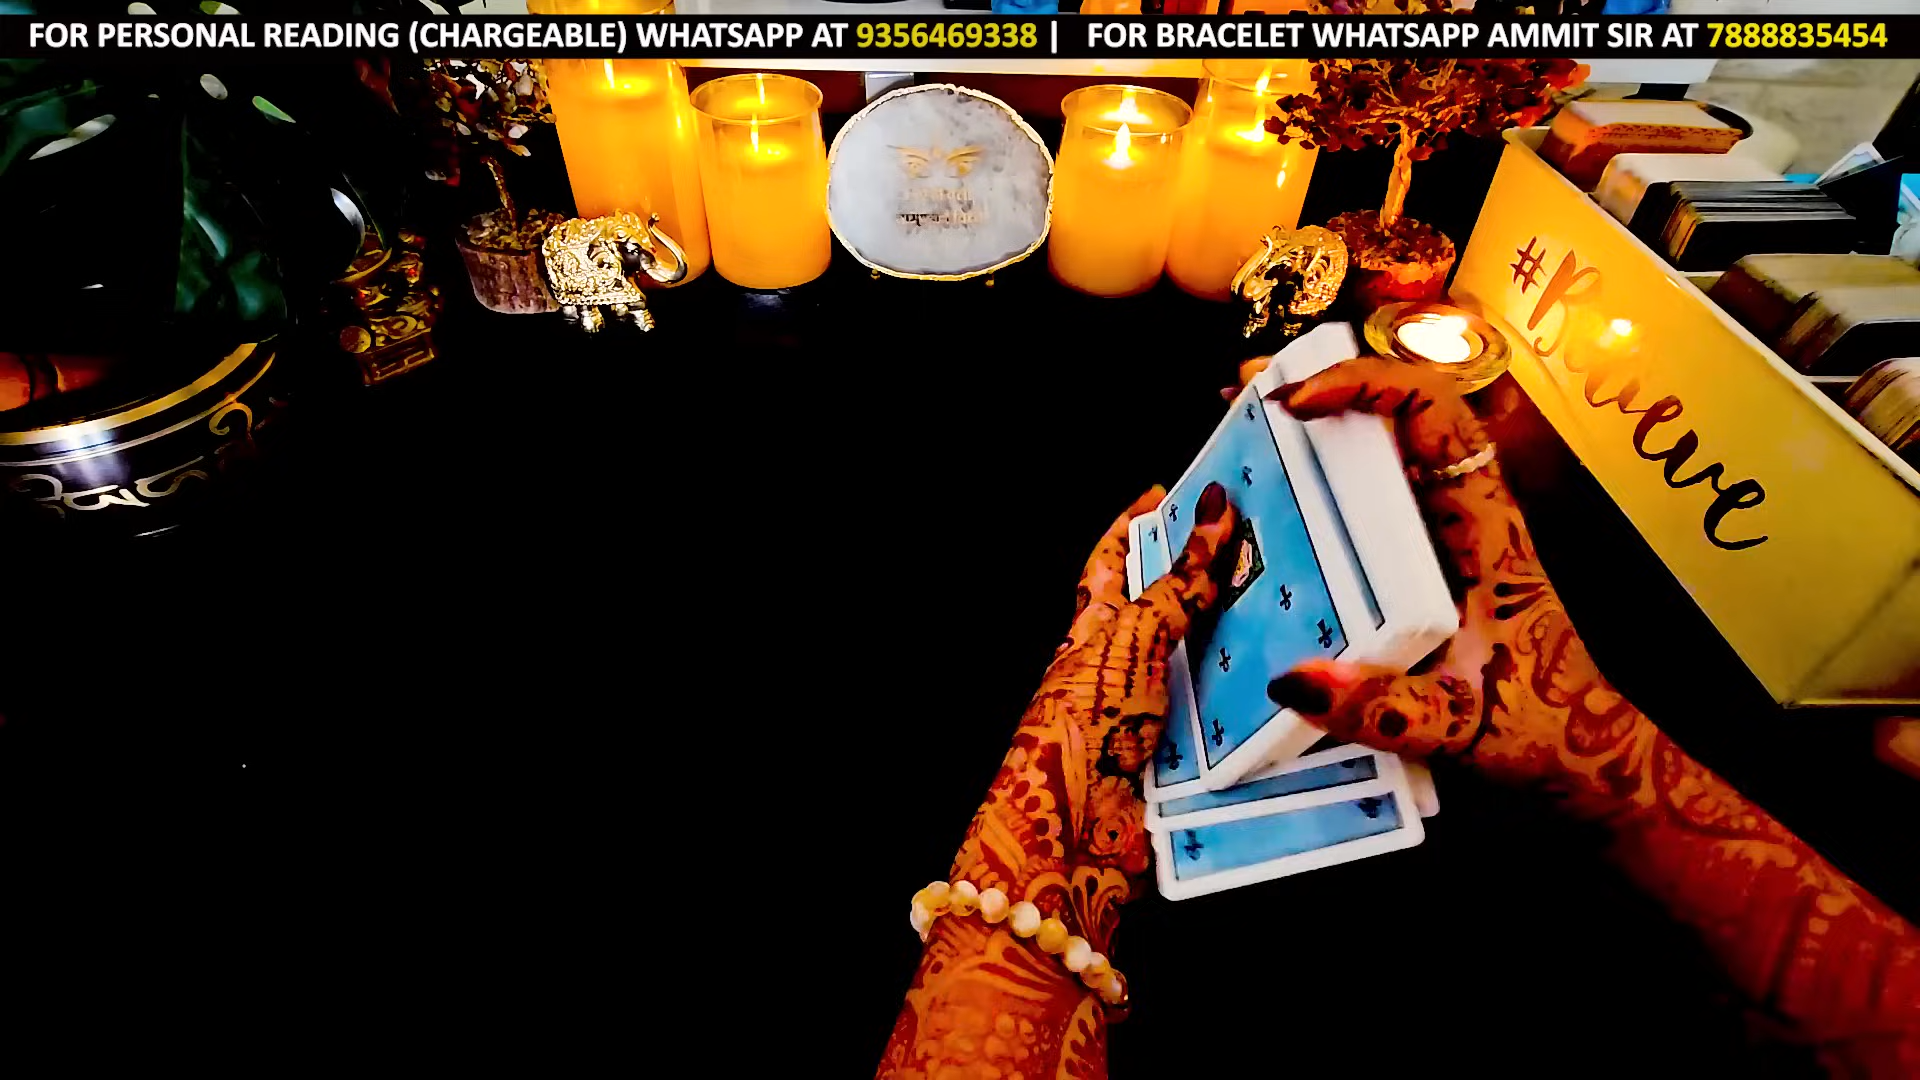 FOR PERSONAL READING (CHARGEABLE) WHATSAPP AT 9356469338 | FOR BRACELET WHATSAPP AMMIT SIR AT 7888835454
#Believe